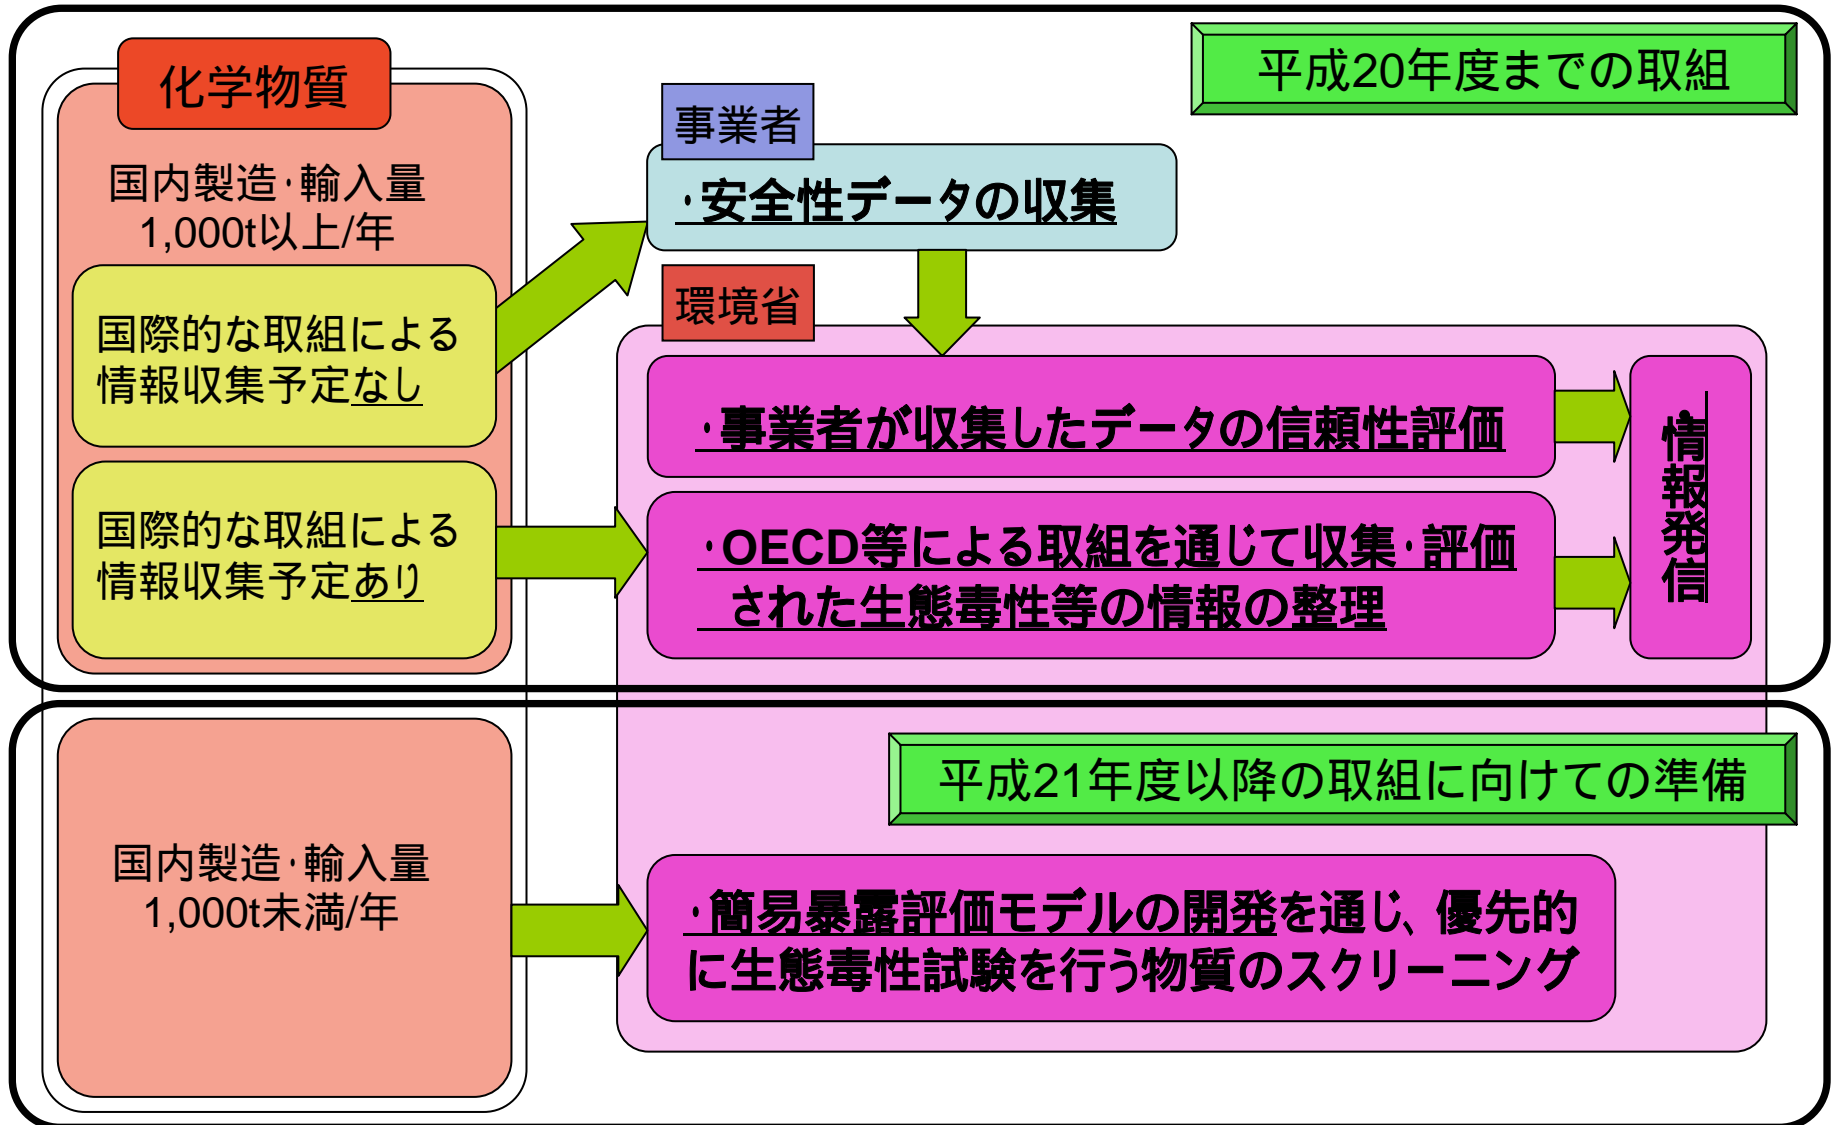 平成20年度までの取組
化学物質
国内製造・輸入量
1,000t以上/年
国際的な取組による
情報収集予定なし
国際的な取組による
情報収集予定あり
事業者
・安全性データの収集
環境省
・事業者が収集したデータの信頼性評価
・OECD等による取組を通じて収集・評価
された生態毒性等の情報の整理
・情報発信
平成21年度以降の取組に向けての準備
国内製造・輸入量
1,000t未満/年
・簡易暴露評価モデルの開発を通じ、優先的
に生態毒性試験を行う物質のスクリーニング